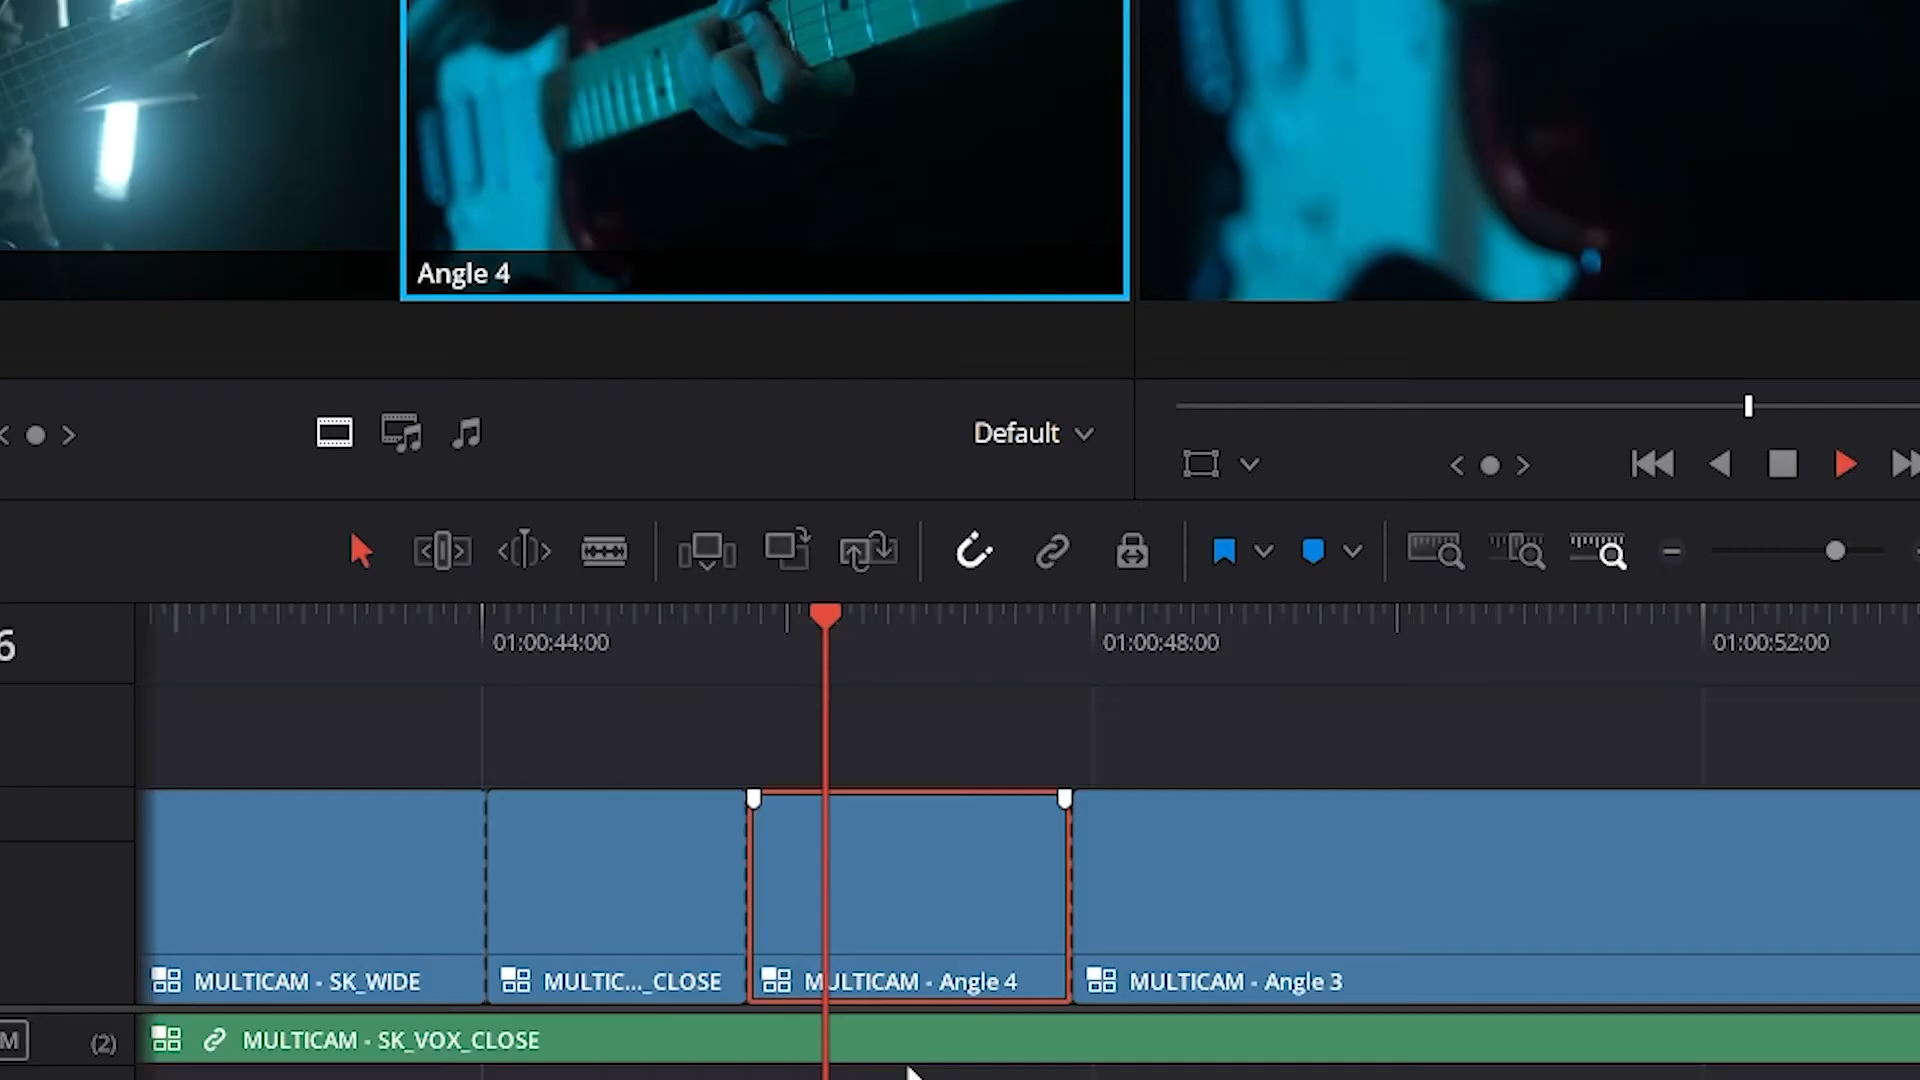 Angle 4
Default
01:00:44:00
01:00:48:00
01:00:52:00
6
MULTICAM - SK_WIDE
MULTIC..._CLOSE
MULTICAM - Angle 4
MULTICAM - Angle 3
M
(2)
MULTICAM - SK_VOX_CLOSE